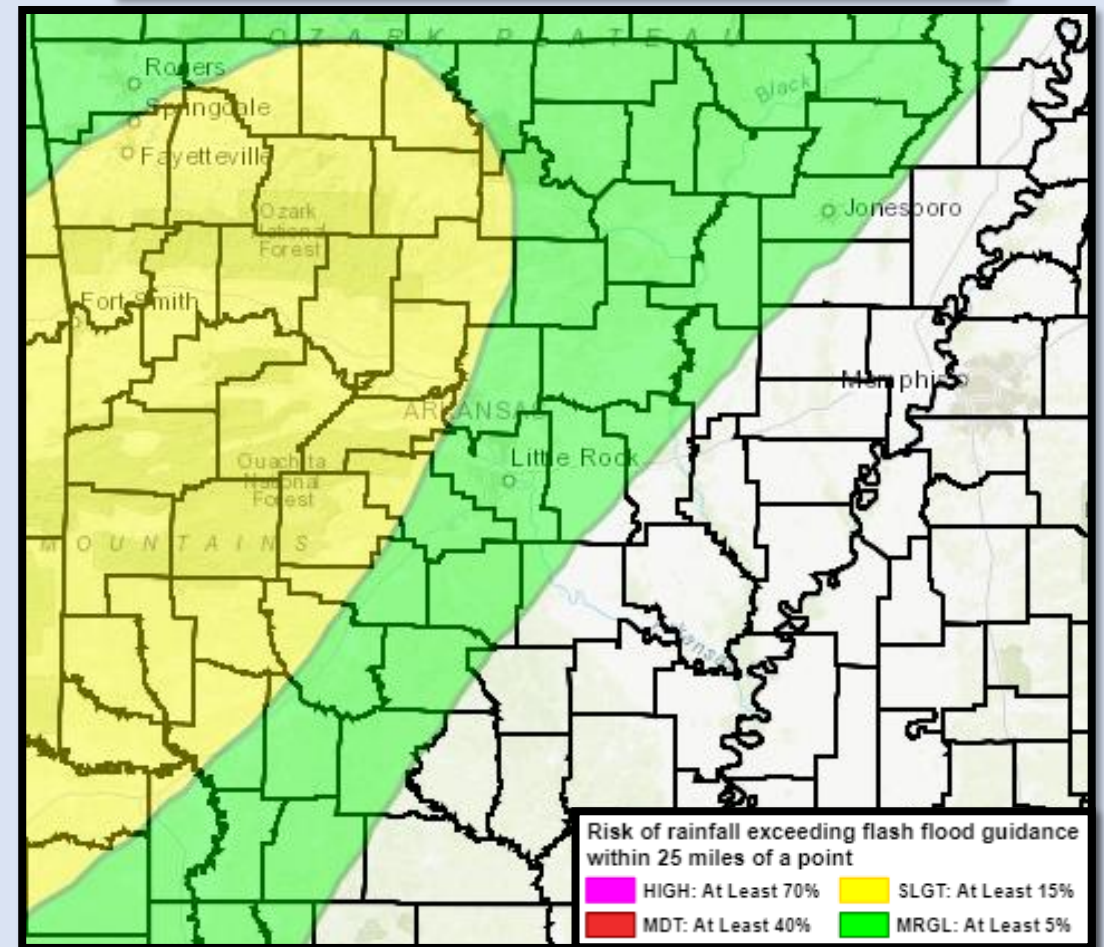 OZARK PLATEAU
Rogers
Springdale
Black
Fayetteville
Ozark
National
Forest
Jonesboro
Fort Smith
Memphis
ARKANSAS
Little Rock
Ouachita
National
Forest
MOUNTAINS
Risk of rainfall exceeding flash flood guidance
within 25 miles of a point
HIGH: At Least 70% SLGT: At Least 15%
MDT: At Least 40% MRGL: At Least 5%